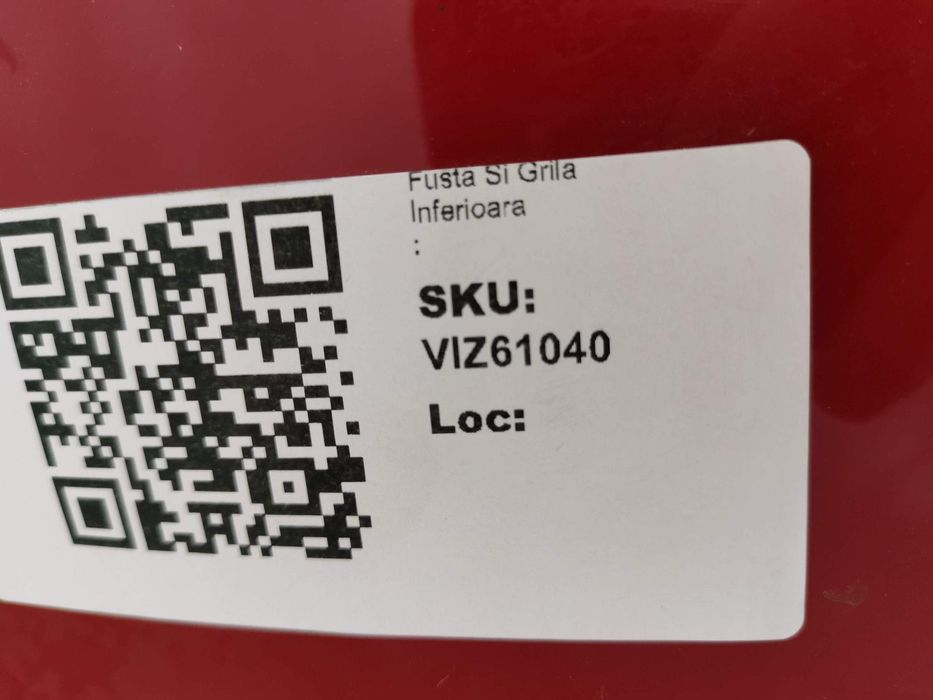 Fusta Si Grila
Inferioara
:
SKU:
VIZ61040
Loc: